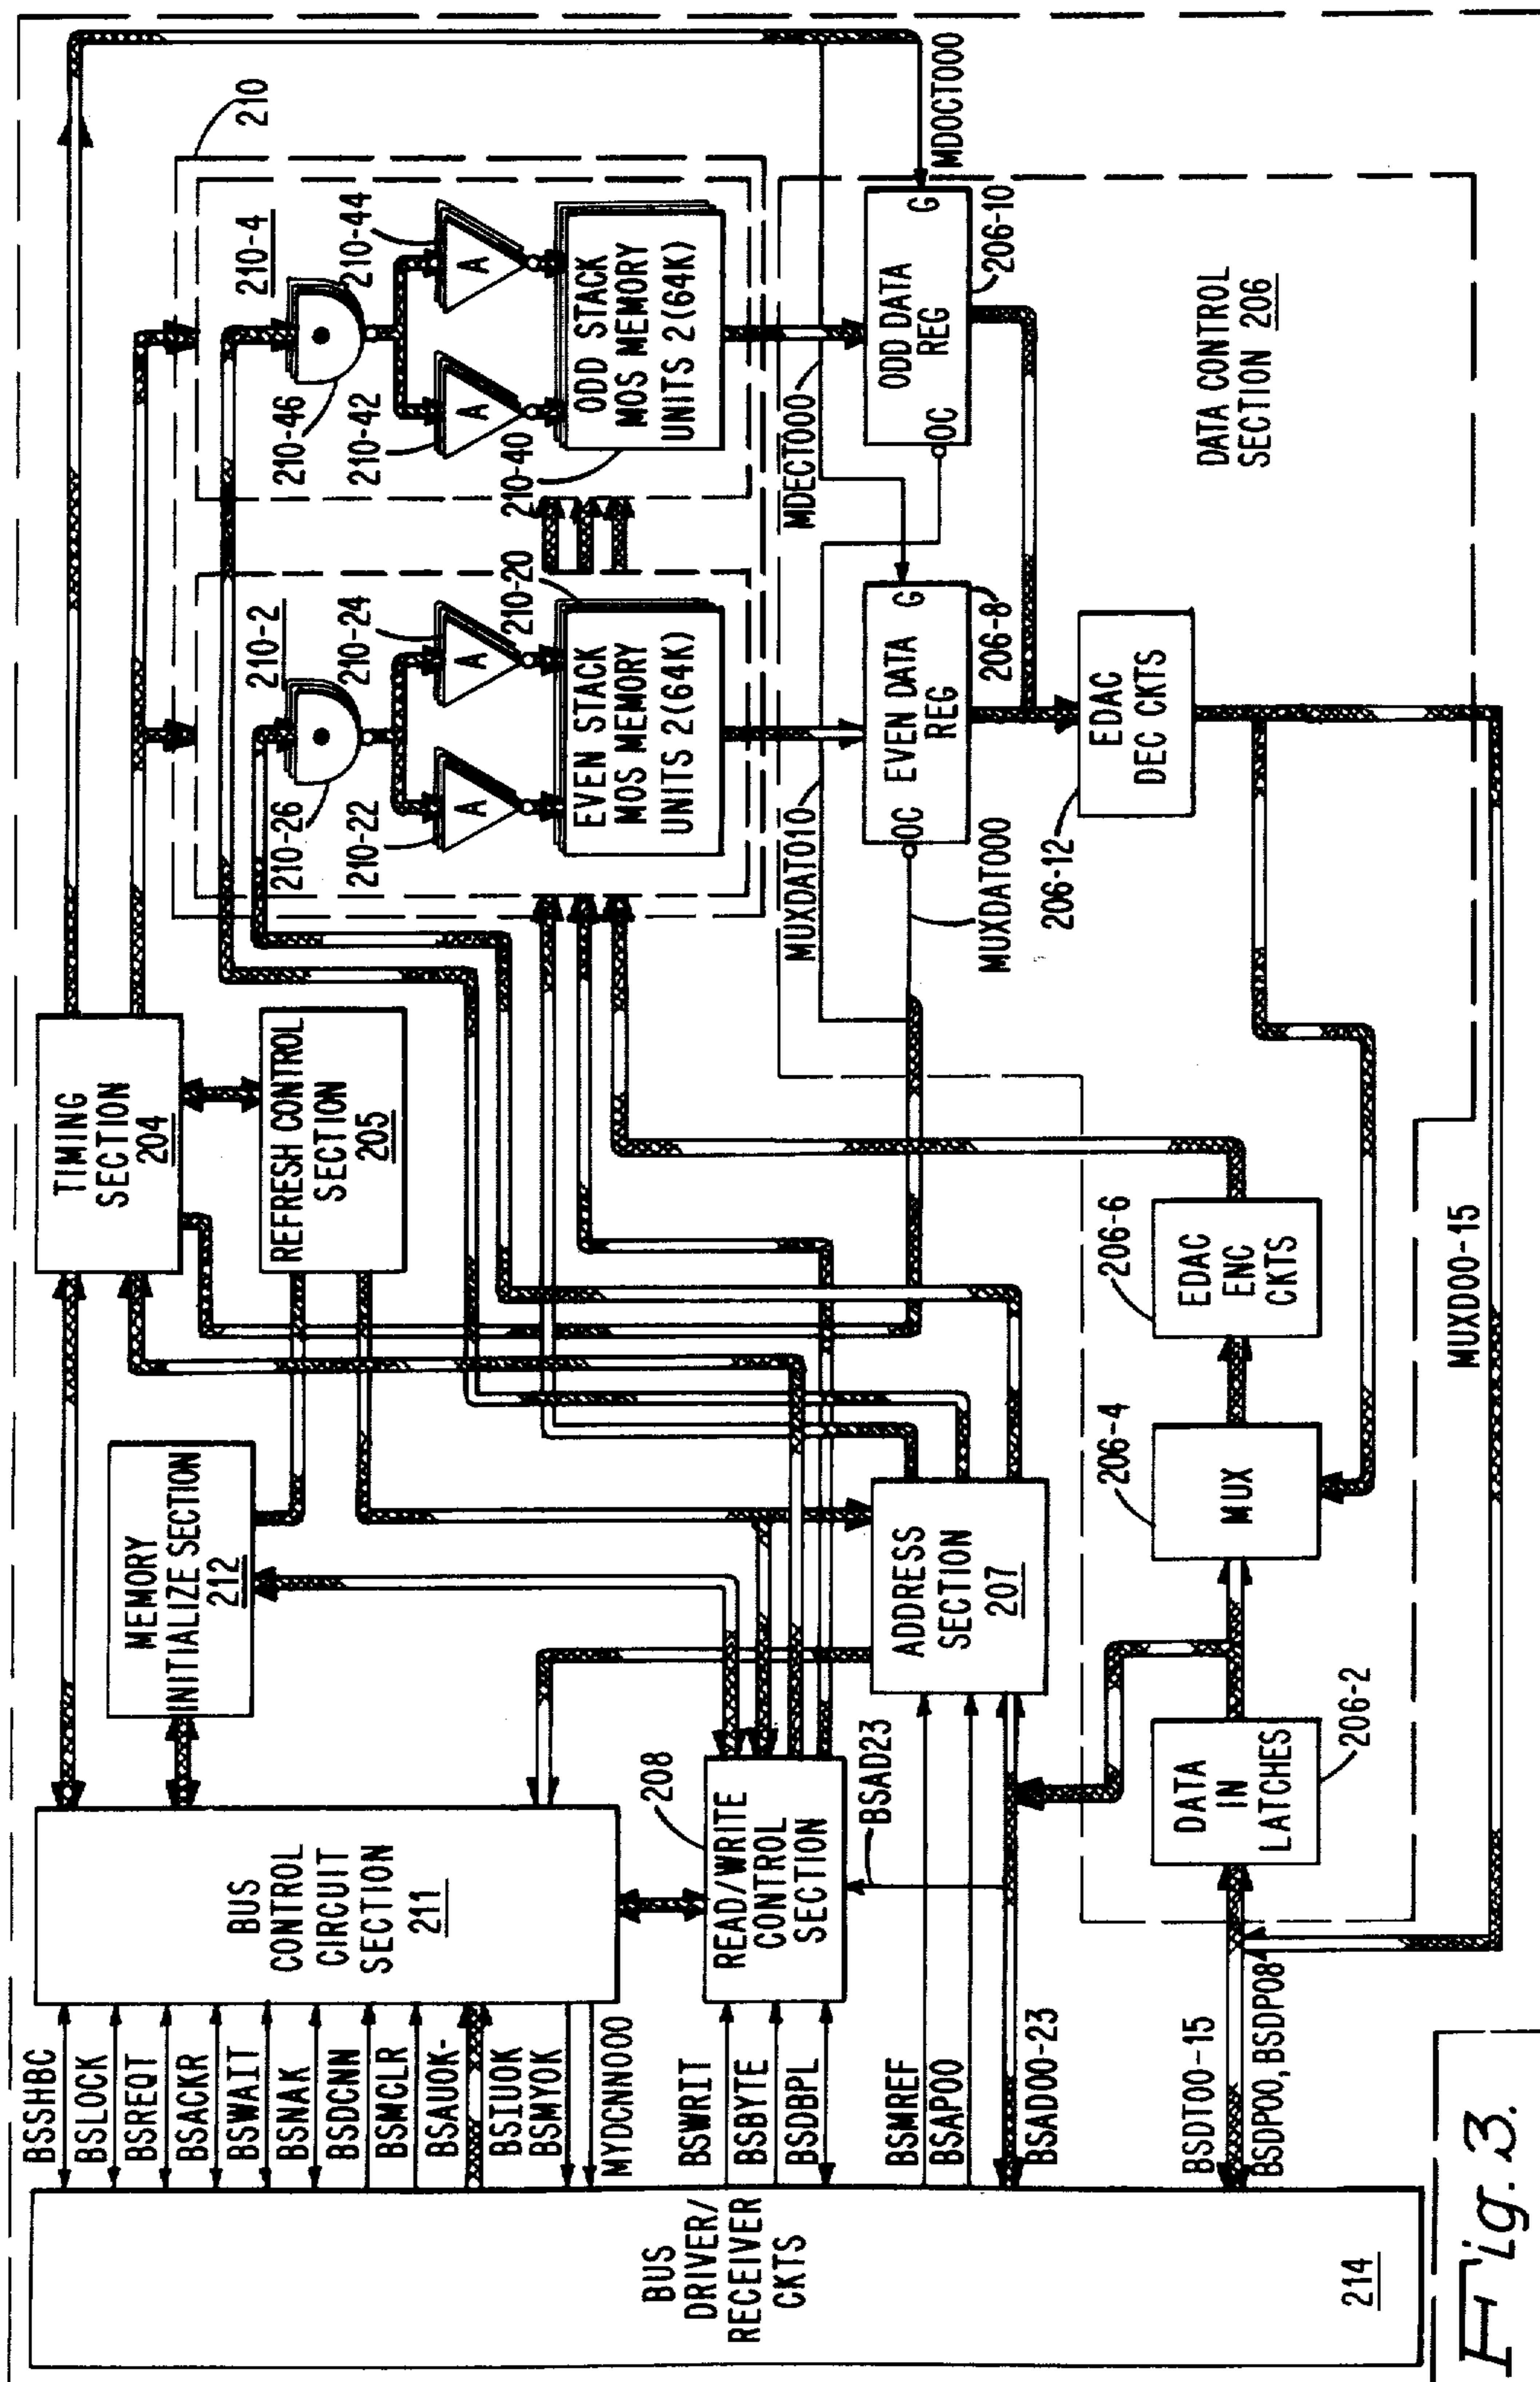 BUS
DRIVER/
RECEIVER
CKTS
214
BSSHBC
BSLOCK
BSREQT
BSACKR
BSWAIT
BSNAK
BSDCNN
BSMCLR
BSAUOK-
BSIUOK
BSMYOK
MYDCNN000
BSWRIT
BSBYTE
BSDBPL
BSMREF
BSAP00
BSAD00-23
BSDT00-15
BSDP00, BSDP08
BUS
CONTROL
CIRCUIT
SECTION
211
208
READ/WRITE
CONTROL
SECTION
BSAD23
DATA
IN
LATCHES
206-2
MEMORY
INITIALIZE SECTION
212
ADDRESS
SECTION
207
206-4
MUX
206-6
EDAC
ENC
CKTS
MUXD00-15
TIMING
SECTION
204
REFRESH CONTROL
SECTION
205
210
210-2
210-26
210-24
210-22
A
A
210-20
EVEN STACK
MOS MEMORY
UNITS 2(64K)
210-4
210-46
210-44
210-42
A
A
210-40
ODD STACK
MOS MEMORY
UNITS 2(64K)
MUXDAT010
MDECT000
MDOCT000
OC
EVEN DATA
REG
G
206-8
MUXDAT000
OC
ODD DATA
REG
G
206-10
206-12
EDAC
DEC CKTS
DATA CONTROL
SECTION 206
Fig. 3.